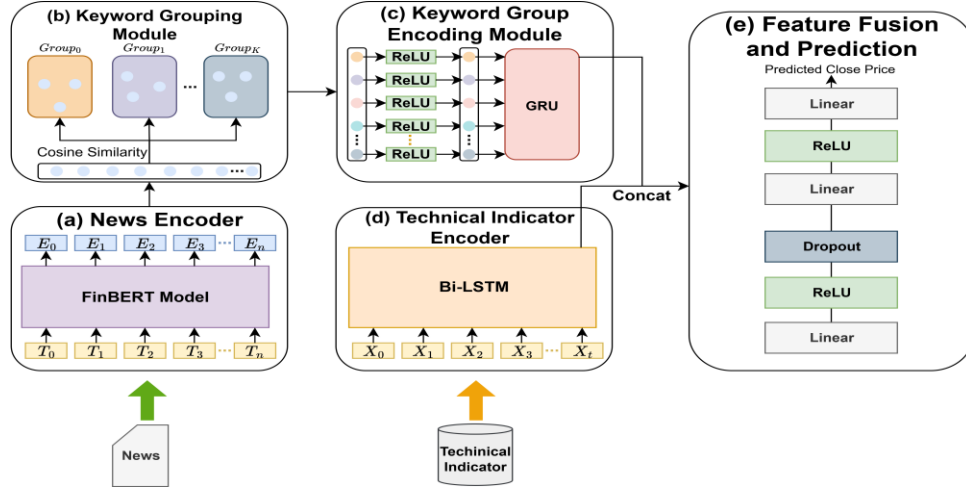 (b) Keyword Grouping
Module
Group₀ Group₁ Group_K
...
Cosine Similarity
...
(c) Keyword Group
Encoding Module
ReLU
ReLU
ReLU
ReLU
ReLU
GRU
(a) News Encoder
E₀ E₁ E₂ E₃ ... Eₙ
FinBERT Model
T₀ T₁ T₂ T₃ ... Tₙ
News
(d) Technical Indicator
Encoder
Bi-LSTM
X₀ X₁ X₂ X₃ ... Xₜ
Techinical
Indicator
Concat
(e) Feature Fusion
and Prediction
Predicted Close Price
Linear
ReLU
Linear
Dropout
ReLU
Linear